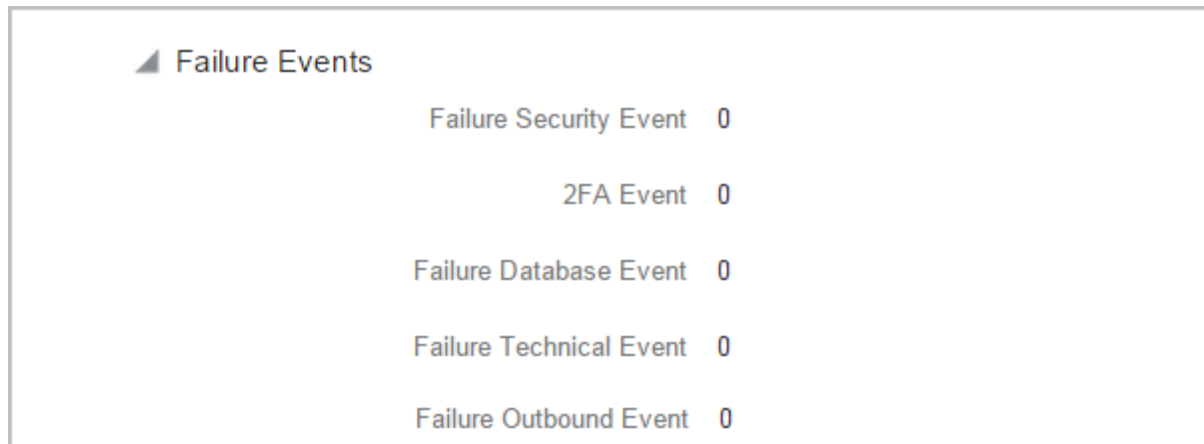 Failure Events
Failure Security Event 0
2FA Event 0
Failure Database Event 0
Failure Technical Event 0
Failure Outbound Event 0